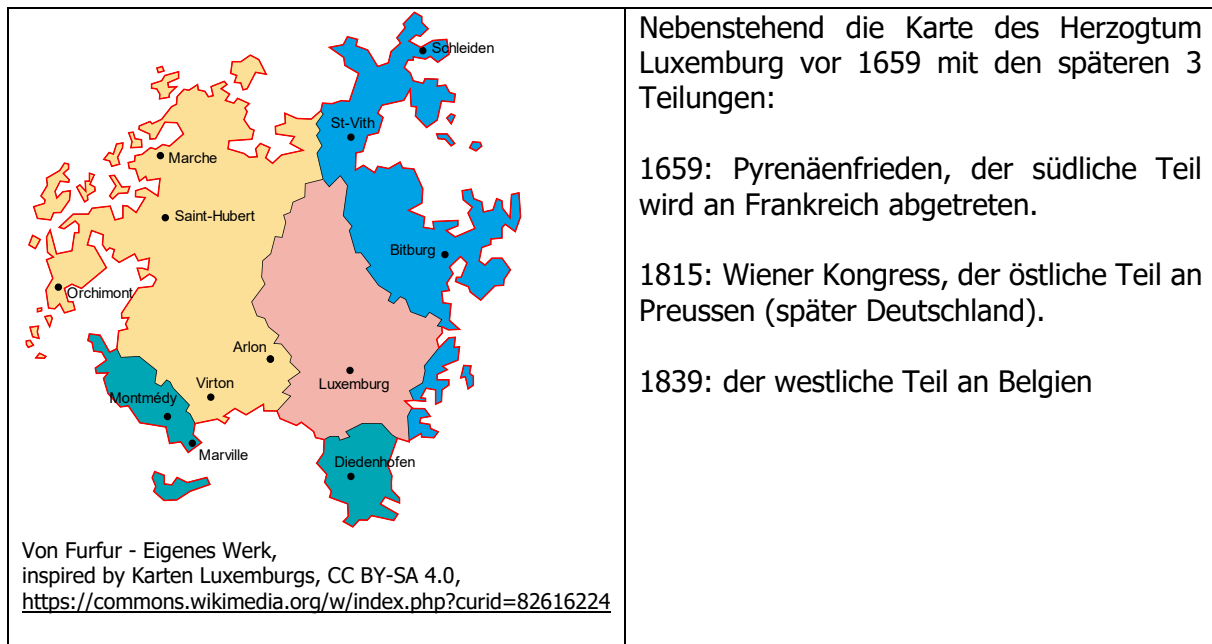 Schleiden
St-Vith
Marche
Saint-Hubert
Bitburg
Orchimont
Arlon
Luxemburg
Virton
Montmédy
Marville
Diedenhofen
Von Furfur - Eigenes Werk,
inspired by Karten Luxemburgs, CC BY-SA 4.0,
https://commons.wikimedia.org/w/index.php?curid=82616224
Nebenstehend die Karte des Herzogtum
Luxemburg vor 1659 mit den späteren 3
Teilungen:
1659: Pyrenäenfrieden, der südliche Teil
wird an Frankreich abgetreten.
1815: Wiener Kongress, der östliche Teil an
Preussen (später Deutschland).
1839: der westliche Teil an Belgien